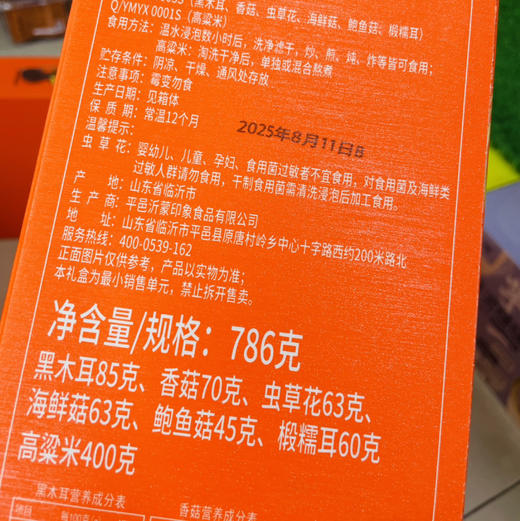 (黑木耳、香菇、虫草花、海鲜菇、鲍鱼菇、椴糯耳)
Q/YMYX 0001S(高粱米)
食用方法：温水浸泡数小时后，洗净滤干，炒、煎、炖、炸等皆可食用；
高粱米：淘洗干净后，单独或混合熬煮
贮存条件：阴凉、干燥、通风处存放
注意事项：霉变勿食
生产日期：见箱体
保质期：常温12个月
2025年8月11日B
温馨提示：
虫草花：婴幼儿、儿童、孕妇、食用菌过敏者不宜食用，对食用菌及海鲜类
过敏人群请勿食用，干制食用菌需清洗浸泡后加工食用。
产地：山东省临沂市
生产商：平邑沂蒙印象食品有限公司
地址：山东省临沂市平邑县原唐村岭乡中心十字路西约200米路北
服务热线：400-0539-162
正面图片仅供参考，产品以实物为准；
本礼盒为最小销售单元，禁止拆开售卖。
净含量/规格：786克
黑木耳85克、香菇70克、虫草花63克、
海鲜菇63克、鲍鱼菇45克、椴糯耳60克
高粱米400克
黑木耳营养成分表
香菇营养成分表
项目 每100克